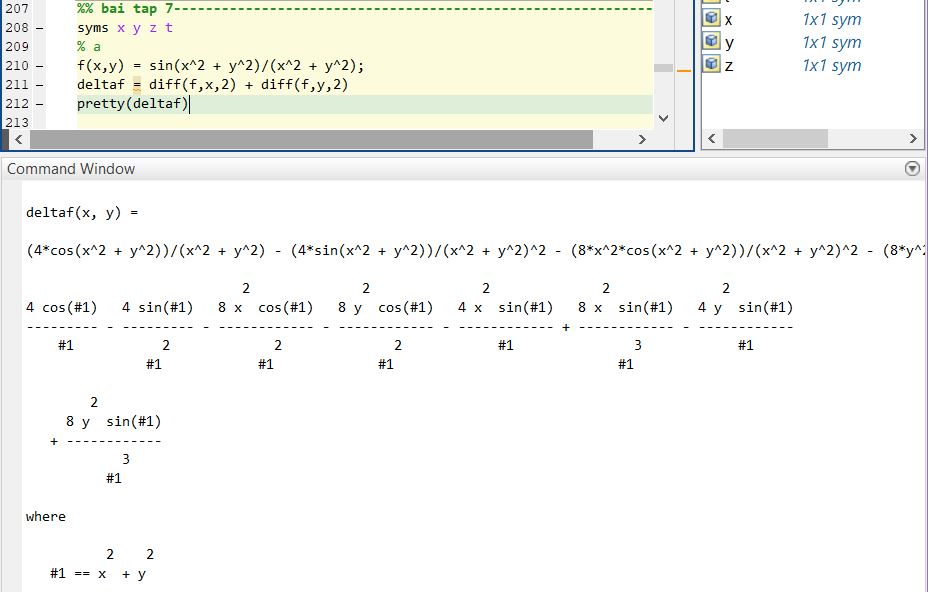 207 %% bai tap 7-----------------------------------------------------------
208 – syms x y z t
209 % a
210 – f(x,y) = sin(x^2 + y^2)/(x^2 + y^2);
211 – deltaf = diff(f,x,2) + diff(f,y,2)
212 – pretty(deltaf)
213
1x1 sym
x 1x1 sym
y 1x1 sym
z 1x1 sym
Command Window
deltaf(x, y) =
(4*cos(x^2 + y^2))/(x^2 + y^2) - (4*sin(x^2 + y^2))/(x^2 + y^2)^2 - (8*x^2*cos(x^2 + y^2))/(x^2 + y^2)^2 - (8*y^2
2 2 2 2 2
4 cos(#1) 4 sin(#1) 8 x cos(#1) 8 y cos(#1) 4 x sin(#1) 8 x sin(#1) 4 y sin(#1)
--------- - --------- - ------------ - ------------ - ------------ + ------------ - ------------
#1 2 2 2 #1 3 #1
#1 #1 #1 #1
2
8 y sin(#1)
+ ------------
3
#1
where
2 2
#1 == x + y